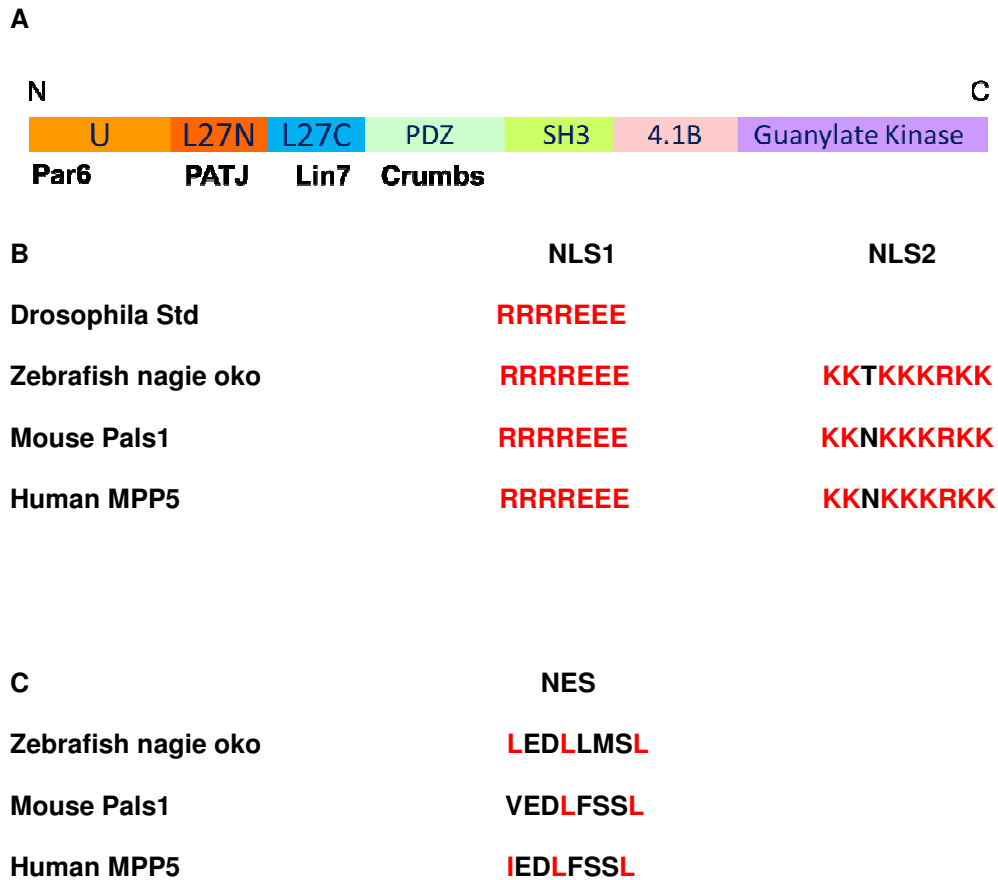 A
N C
U L27N L27C PDZ SH3 4.1B Guanylate Kinase
Par6 PATJ Lin7 Crumbs
B NLS1 NLS2
Drosophila Std RRRREEE
Zebrafish nagie oko RRRREEE KKTKKKRKK
Mouse Pals1 RRRREEE KKNKKKRKK
Human MPP5 RRRREEE KKNKKKRKK
C NES
Zebrafish nagie oko LEDLLMSL
Mouse Pals1 VEDLFSSL
Human MPP5 IEDLFSSL